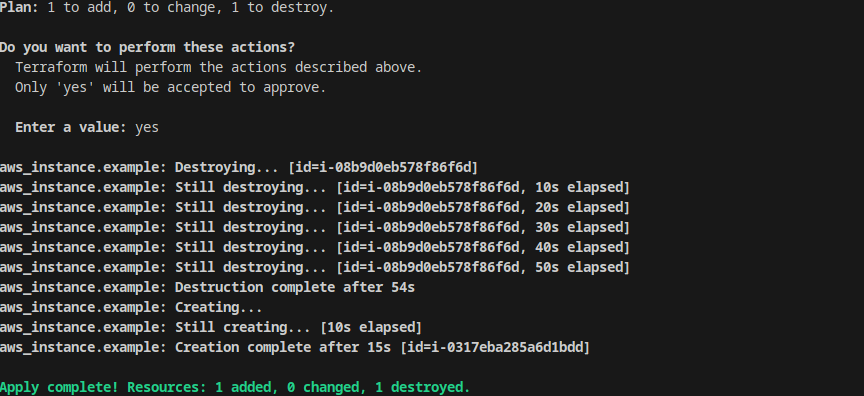 Plan: 1 to add, 0 to change, 1 to destroy.
Do you want to perform these actions?
Terraform will perform the actions described above.
Only 'yes' will be accepted to approve.
Enter a value: yes
aws_instance.example: Destroying... [id=i-08b9d0eb578f86f6d]
aws_instance.example: Still destroying... [id=i-08b9d0eb578f86f6d, 10s elapsed]
aws_instance.example: Still destroying... [id=i-08b9d0eb578f86f6d, 20s elapsed]
aws_instance.example: Still destroying... [id=i-08b9d0eb578f86f6d, 30s elapsed]
aws_instance.example: Still destroying... [id=i-08b9d0eb578f86f6d, 40s elapsed]
aws_instance.example: Still destroying... [id=i-08b9d0eb578f86f6d, 50s elapsed]
aws_instance.example: Destruction complete after 54s
aws_instance.example: Creating...
aws_instance.example: Still creating... [10s elapsed]
aws_instance.example: Creation complete after 15s [id=i-0317eba285a6d1bdd]
Apply complete! Resources: 1 added, 0 changed, 1 destroyed.